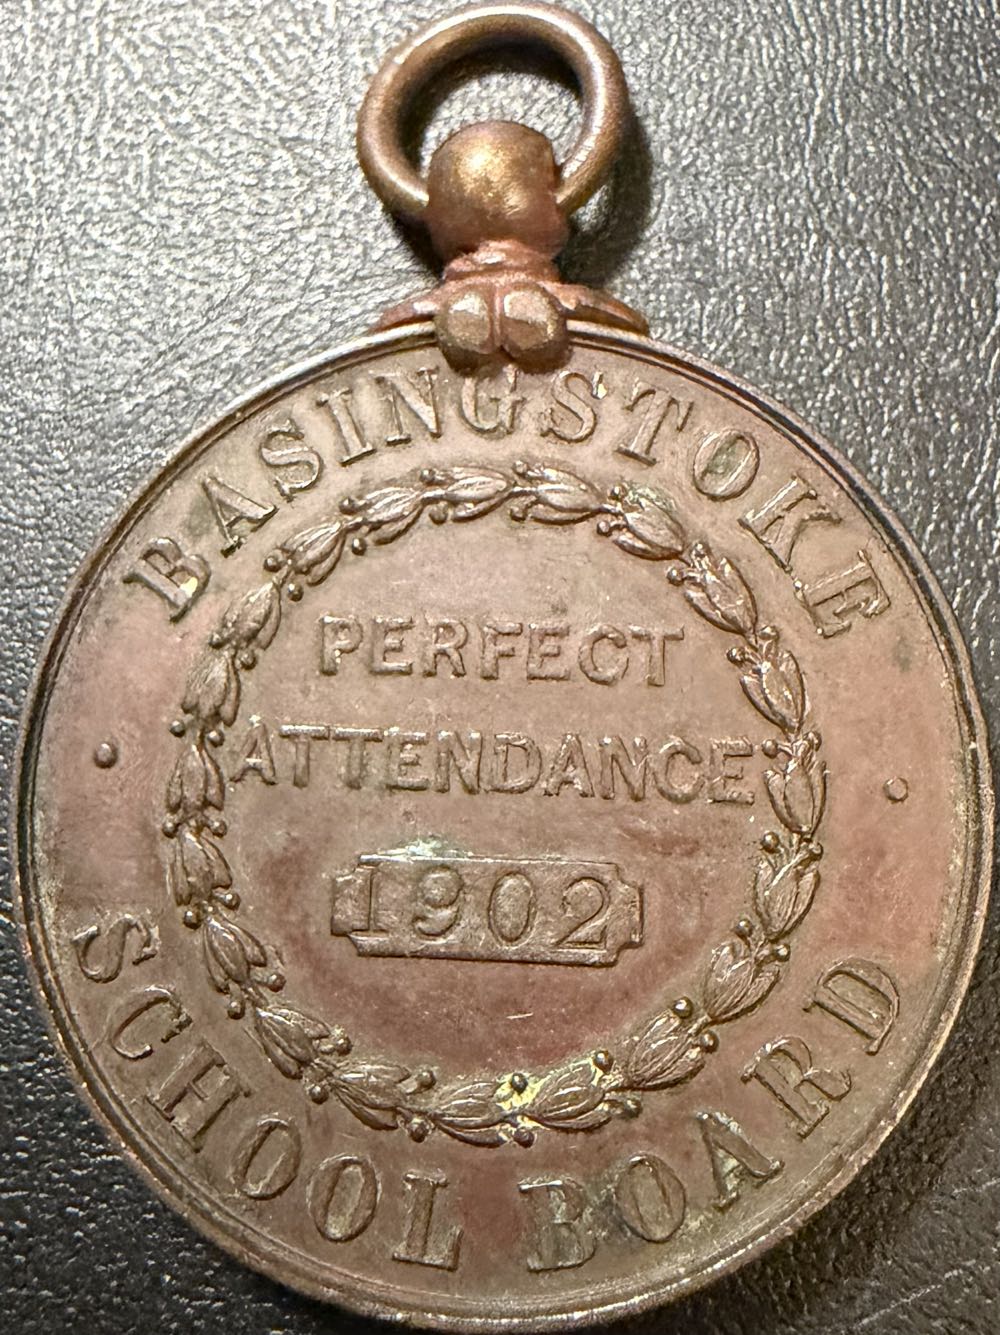 BASINGSTOKE
PERFECT
ATTENDANCE
1902
SCHOOL BOARD